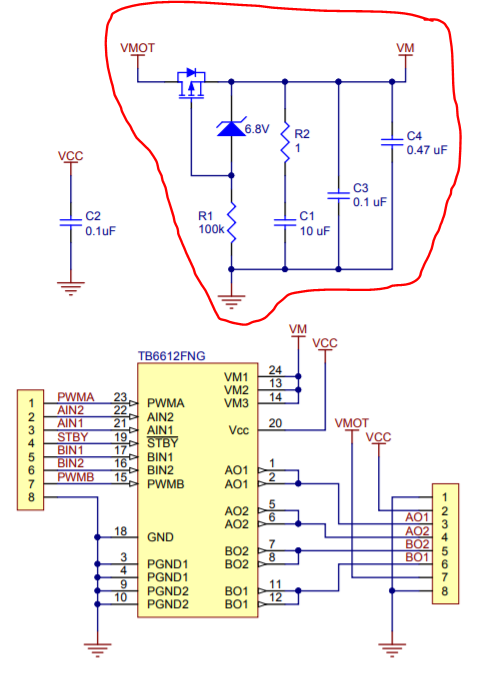 VMOT
VM
6.8V
R2
1
C4
0.47 uF
VCC
C3
0.1 uF
C2
0.1uF
R1
100k
C1
10 uF
VM
VCC
TB6612FNG
VM1 24
VM2 13
VM3 14
1 PWMA 23 PWMA
2 AIN2 22 AIN2
3 AIN1 21 AIN1
4 STBY 19 STBY
5 BIN1 17 BIN1
6 BIN2 16 BIN2
7 PWMB 15 PWMB
8
Vcc 20
VMOT
VCC
AO1 1
AO1 2
AO2 5
AO2 6
BO2 7
BO2 8
BO1 11
BO1 12
18 GND
3 PGND1
4 PGND1
9 PGND2
10 PGND2
1
2
AO1 3
AO2 4
BO2 5
BO1 6
7
8